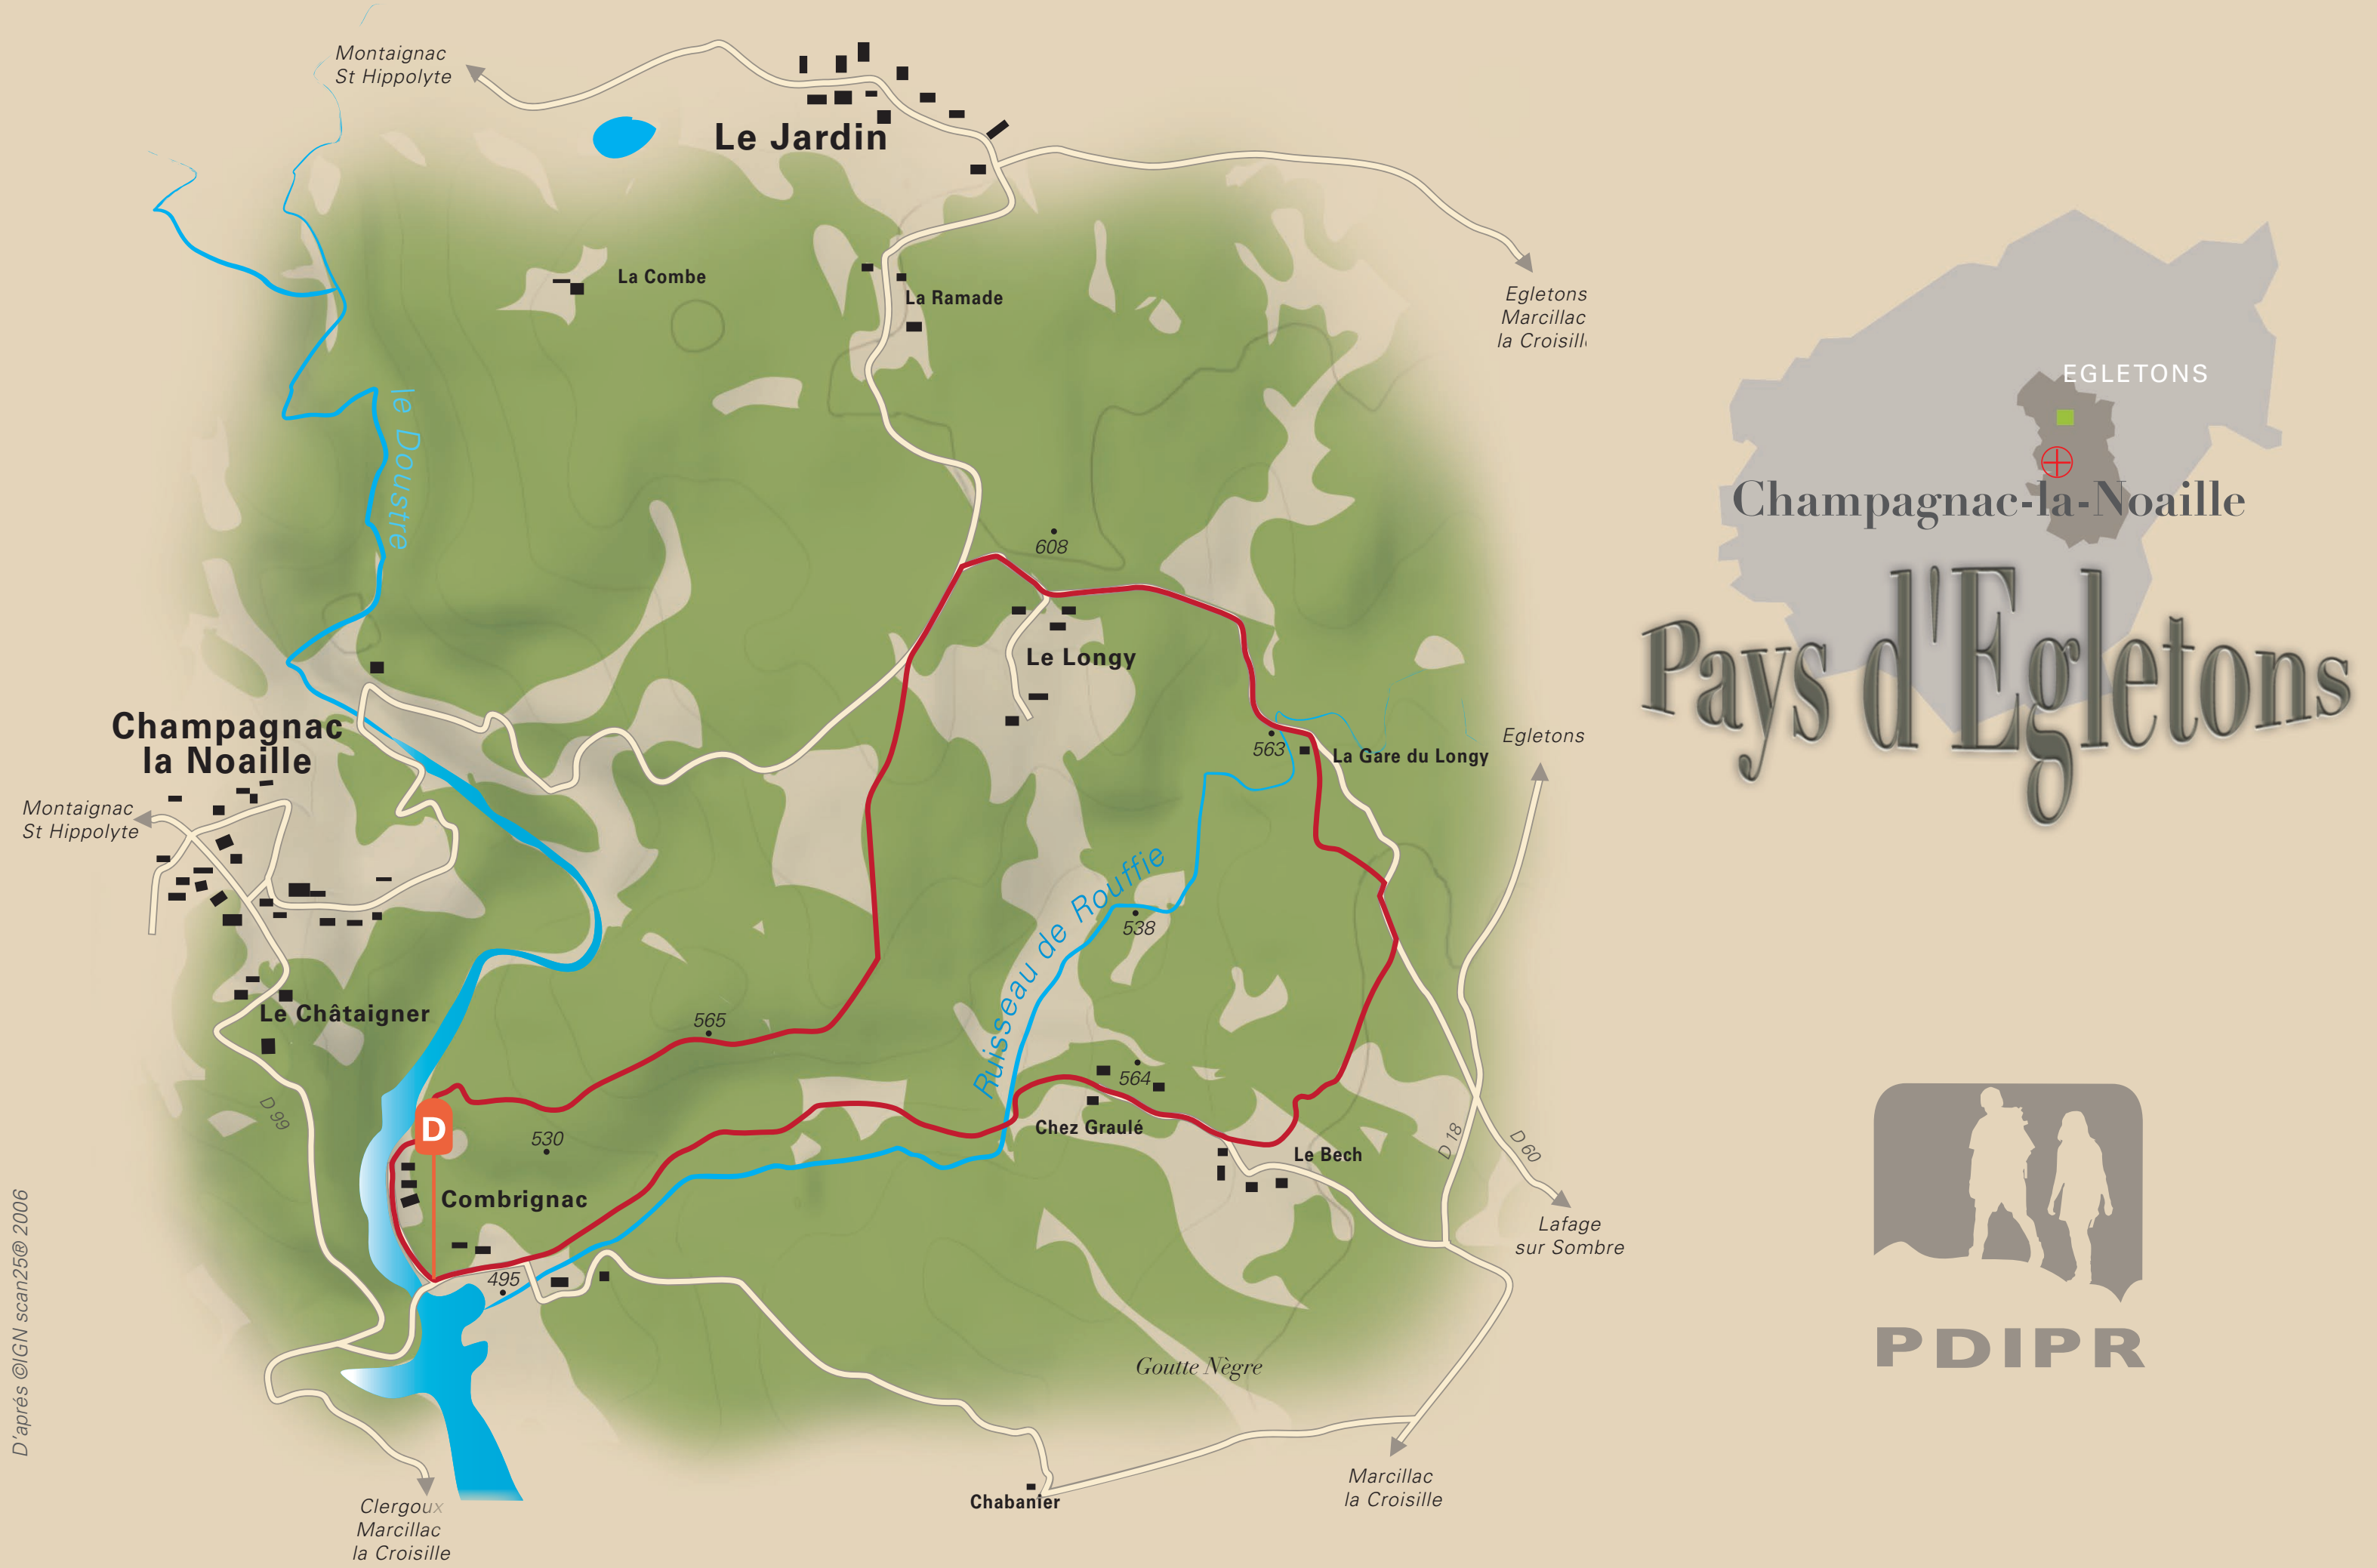 Montaignac
St Hippolyte
Le Jardin
La Combe
La Ramade
Egletons
Marcillac
la Croisill
le Doustre
608
Le Longy
Champagnac
la Noaille
563
La Gare du Longy
Egletons
Montaignac
St Hippolyte
Ruisseau de Rouffie
538
Le Châtaigner
565
564
D 99
D
530
Chez Graulé
Le Bech
D 18
D 60
Combrignac
495
Lafage
sur Sombre
Goutte Nègre
Marcillac
la Croisille
Chabanier
Clergoux
Marcillac
la Croisille
D'aprés ©IGN scan25® 2006
EGLETONS
Champagnac-la-Noaille
Pays d'Egletons
PDIPR